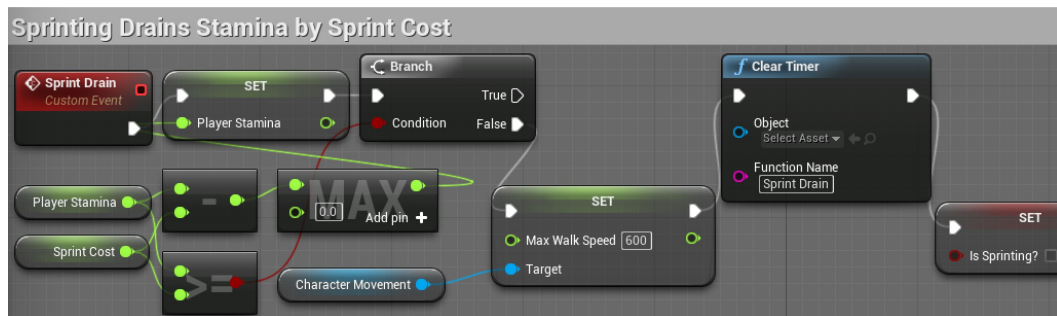 Sprinting Drains Stamina by Sprint Cost
Sprint Drain
Custom Event
SET
Player Stamina
Branch
True
Condition
False
Clear Timer
Object
Select Asset
Function Name
Sprint Drain
Player Stamina
-
MAX
0.0
Add pin +
Sprint Cost
>=
Character Movement
SET
Max Walk Speed 600
Target
SET
Is Sprinting?